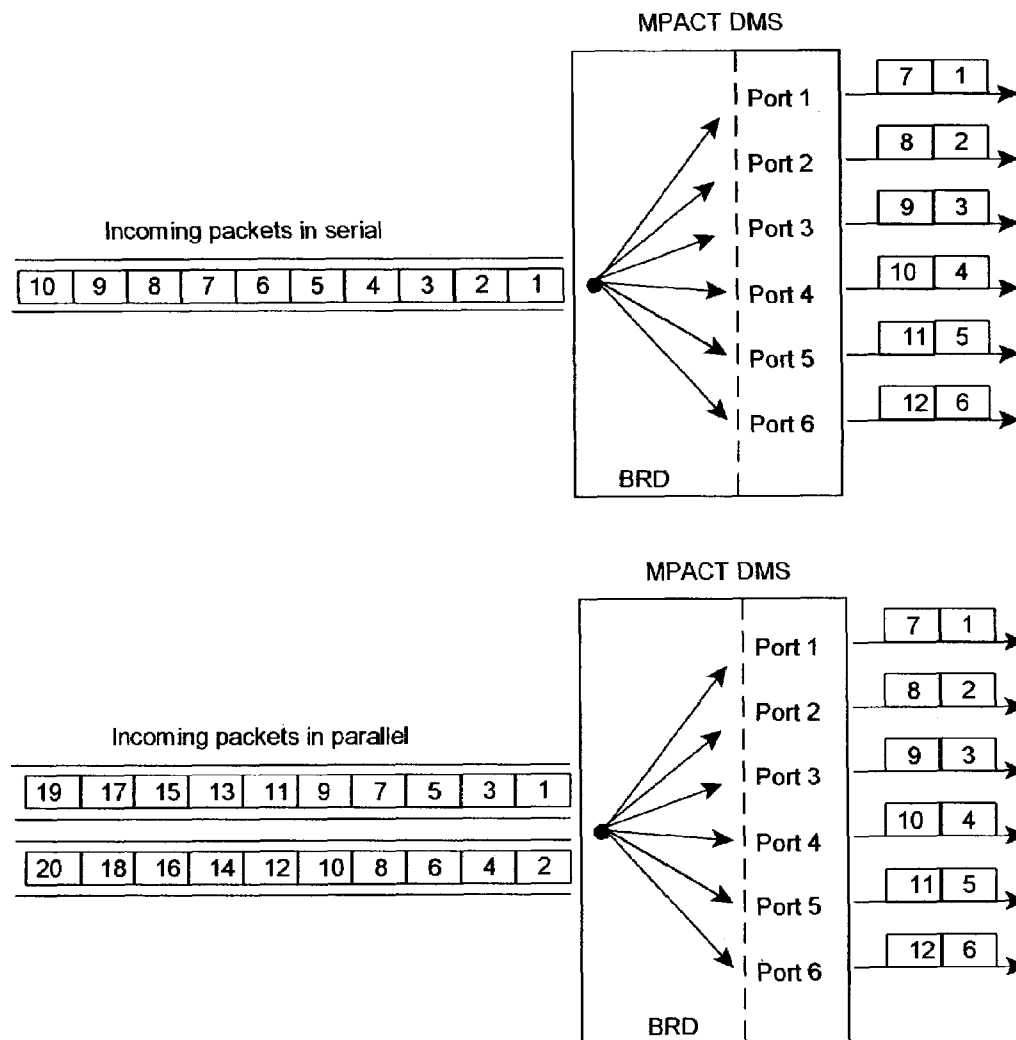 MPACT DMS
Port 1
7 1
Port 2
8 2
Port 3
9 3
Incoming packets in serial
10 9 8 7 6 5 4 3 2 1
Port 4
10 4
Port 5
11 5
Port 6
12 6
BRD
MPACT DMS
Port 1
7 1
Port 2
8 2
Port 3
9 3
Incoming packets in parallel
19 17 15 13 11 9 7 5 3 1
20 18 16 14 12 10 8 6 4 2
Port 4
10 4
Port 5
11 5
Port 6
12 6
BRD